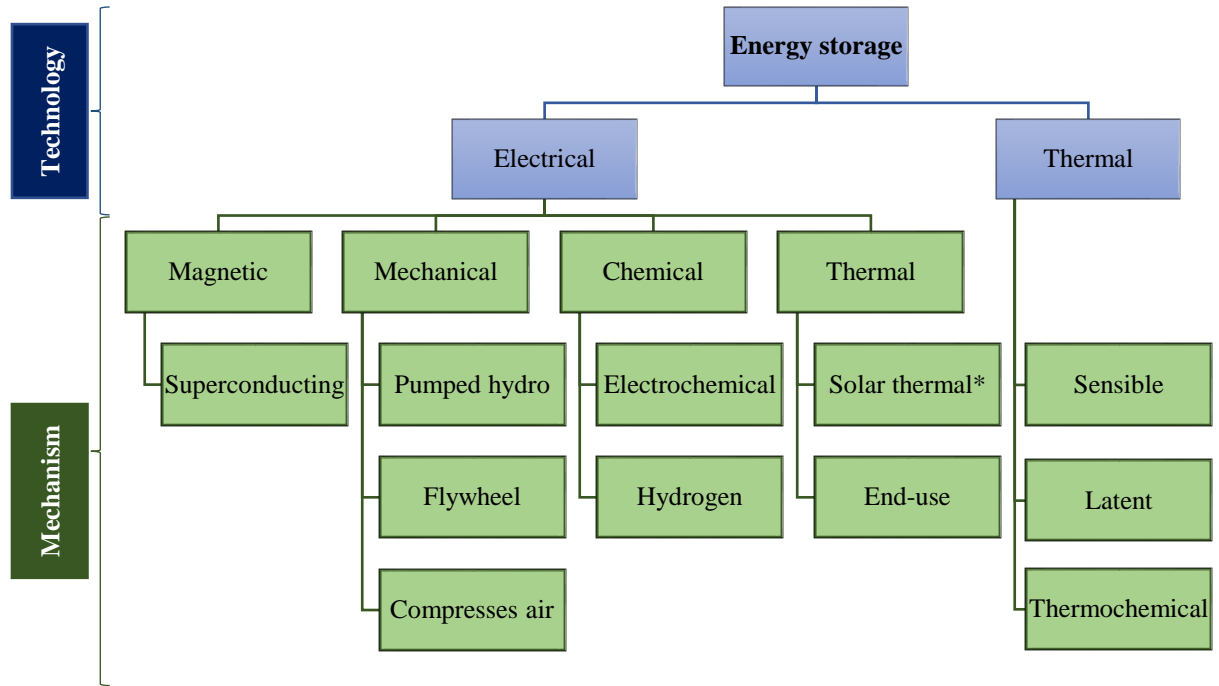 Technology
Energy storage
Electrical
Thermal
Mechanism
Magnetic
Mechanical
Chemical
Thermal
Superconducting
Pumped hydro
Electrochemical
Solar thermal*
Sensible
Flywheel
Hydrogen
End-use
Latent
Compresses air
Thermochemical